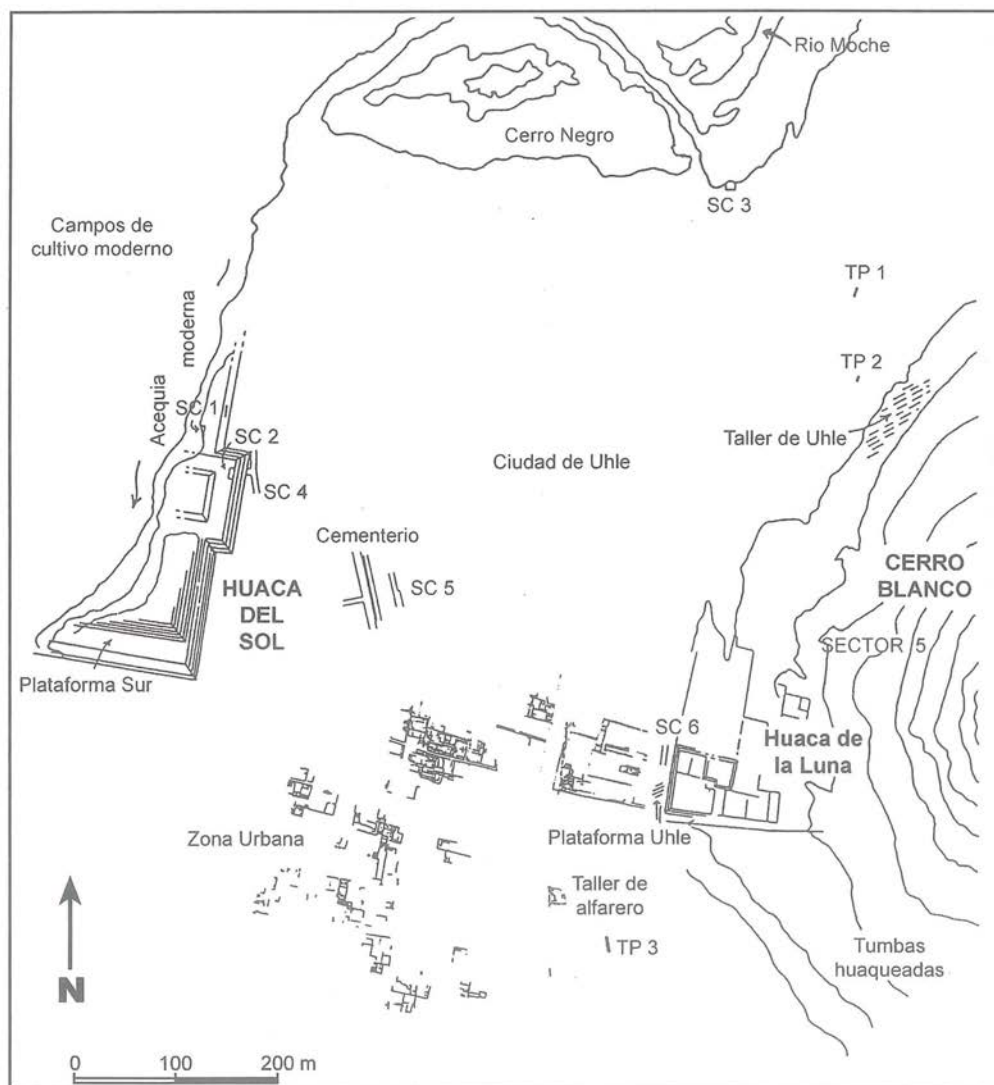 Rio Moche
Cerro Negro
SC 3
Campos de
cultivo moderno
TP 1
Acequia
moderna
TP 2
SC 1
SC 2
Taller de Uhle
Ciudad de Uhle
SC 4
Cementerio
CERRO
BLANCO
HUACA
DEL
SOL
SC 5
SECTOR 5
Plataforma Sur
SC 6
Huaca de
la Luna
Zona Urbana
Plataforma Uhle
Taller de
alfarero
TP 3
Tumbas
huaqueadas
N
0 100 200 m